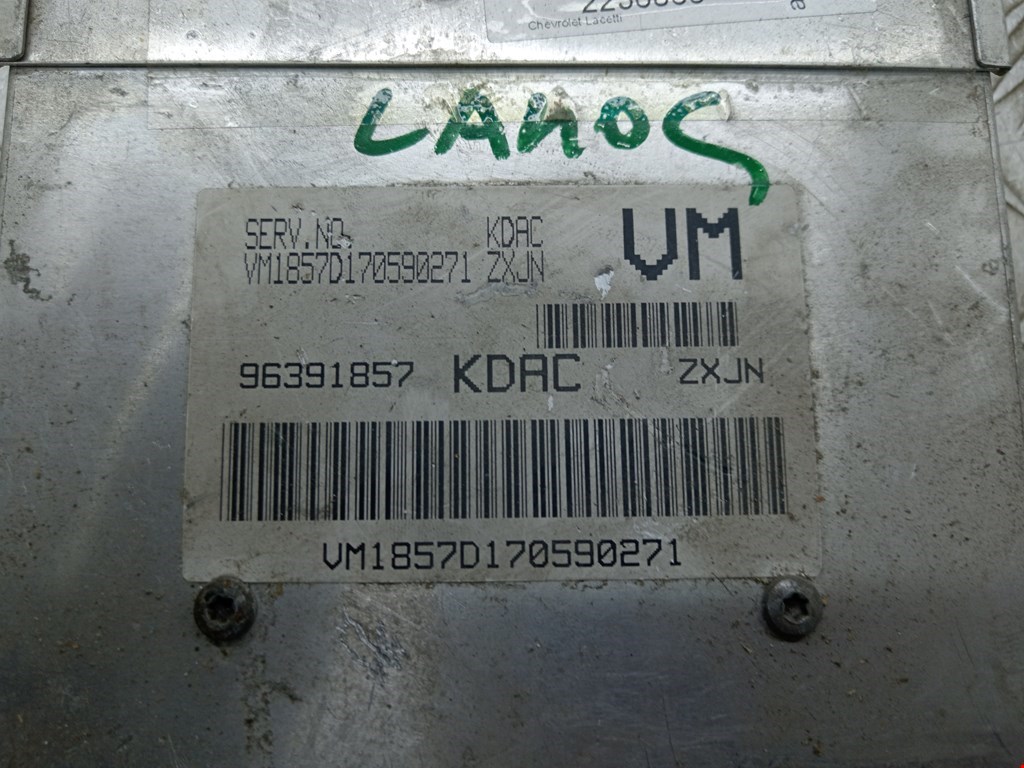 Chevrolet Lacetti
LANOS
SERV.NO. KDAC VM
VM1857D170590271 ZXJN
96391857 KDAC ZXJN
VM1857D170590271